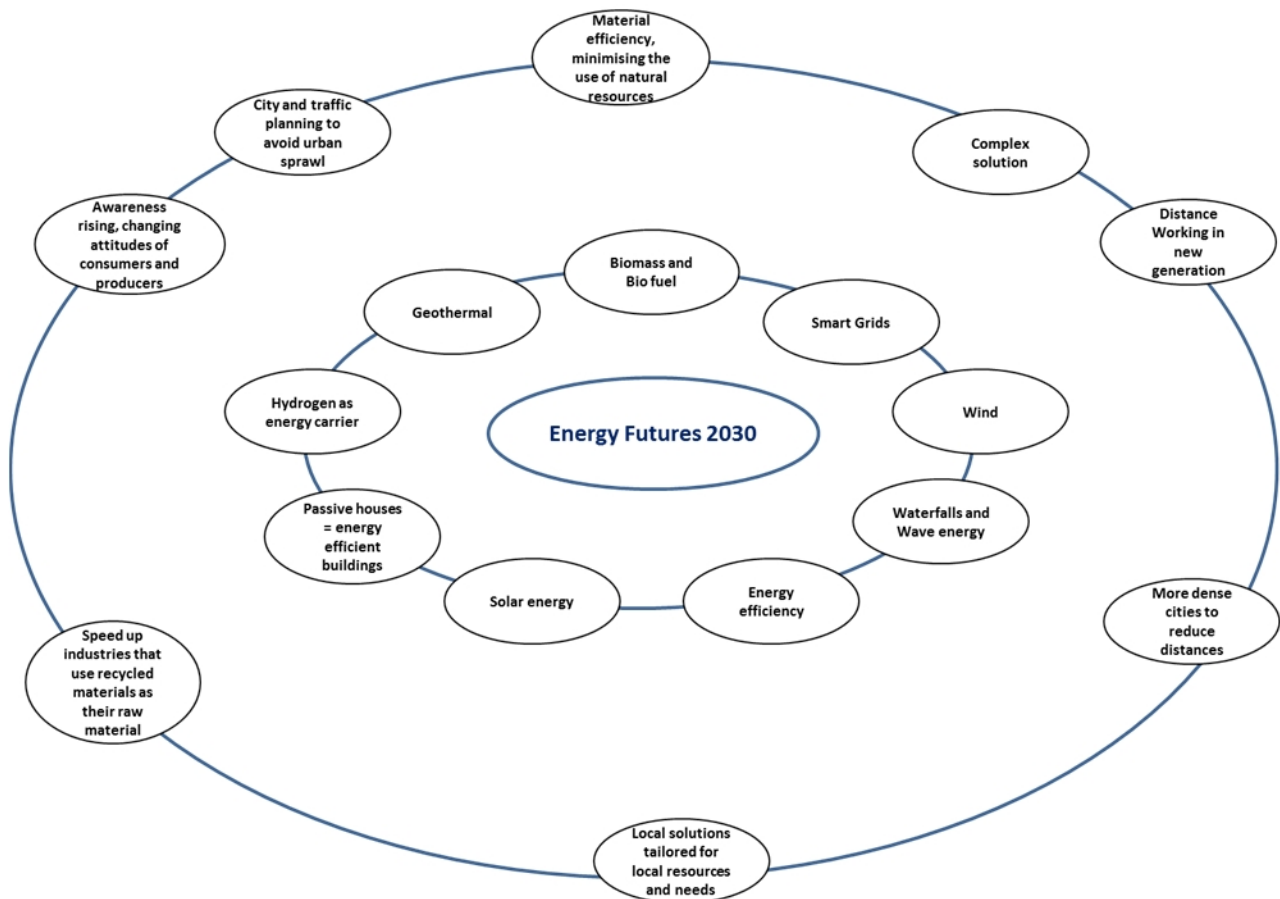 Material
efficiency,
minimising the
use of natural
resources
City and traffic
planning to
avoid urban
sprawl
Complex
solution
Awareness
rising, changing
attitudes of
consumers and
producers
Distance
Working in
new
generation
Biomass and
Bio fuel
Geothermal
Smart Grids
Hydrogen as
energy carrier
Wind
Energy Futures 2030
Passive houses
= energy
efficient
buildings
Waterfalls and
Wave energy
Solar energy
Energy
efficiency
More dense
cities to
reduce
distances
Speed up
industries that
use recycled
materials as
their raw
material
Local solutions
tailored for
local resources
and needs